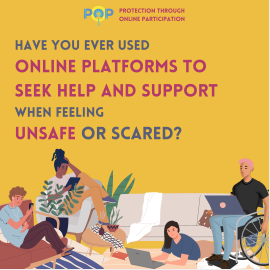 POP
PROTECTION THROUGH
ONLINE PARTICIPATION
HAVE YOU EVER USED
ONLINE PLATFORMS TO
SEEK HELP AND SUPPORT
WHEN FEELING
UNSAFE OR SCARED?